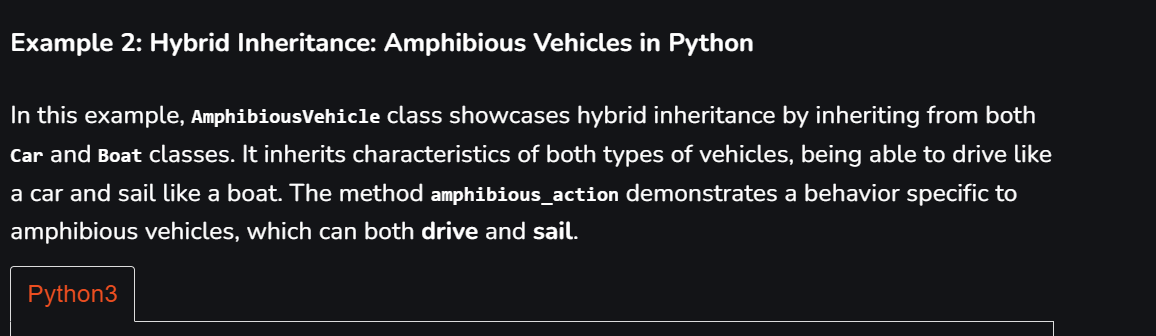 Example 2: Hybrid Inheritance: Amphibious Vehicles in Python
In this example, AmphibiousVehicle class showcases hybrid inheritance by inheriting from both
Car and Boat classes. It inherits characteristics of both types of vehicles, being able to drive like
a car and sail like a boat. The method amphibious_action demonstrates a behavior specific to
amphibious vehicles, which can both drive and sail.
Python3